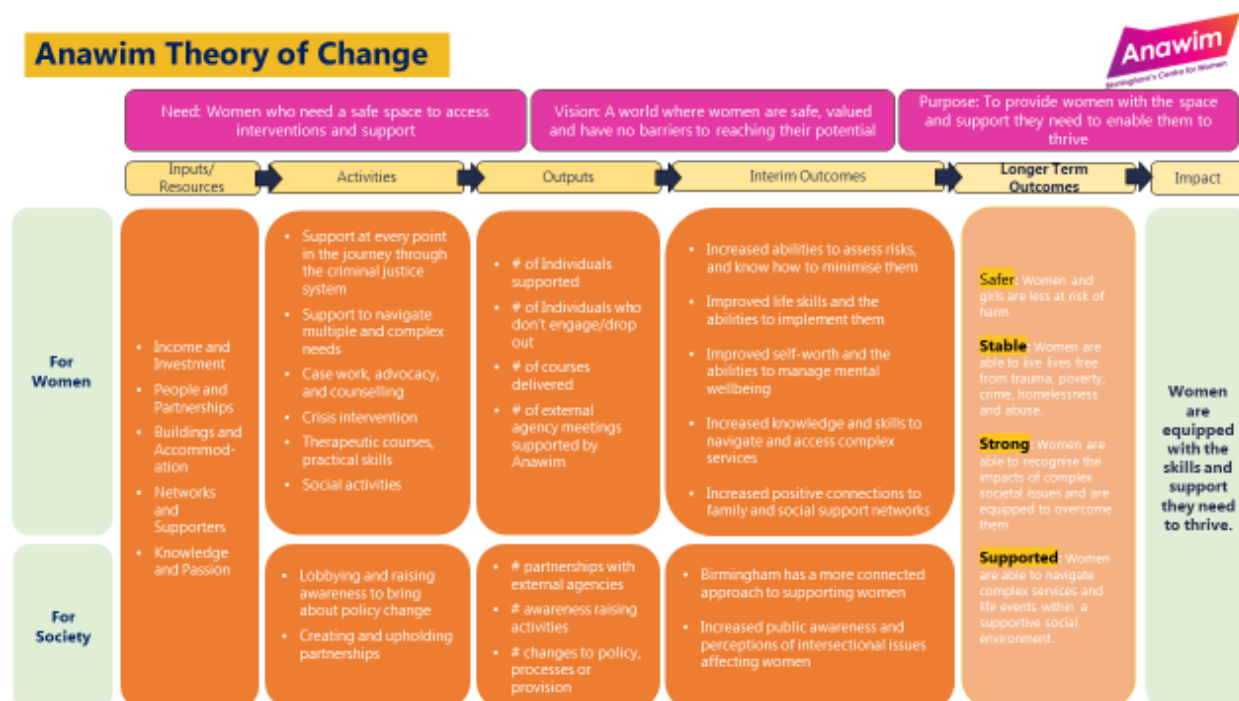 Anawim Theory of Change
Anawim
Birmingham's Centre for Women
Need: Women who need a safe space to access
interventions and support
Vision: A world where women are safe, valued
and have no barriers to reaching their potential
Purpose: To provide women with the space
and support they need to enable them to
thrive
Inputs/
Resources
Activities
Outputs
Interim Outcomes
Longer Term
Outcomes
Impact
For
Women
• Income and
Investment
• People and
Partnerships
• Buildings and
Accommod-
ation
• Networks
and
Supporters
• Knowledge
and Passion
• Support at every point
in the journey through
the criminal justice
system
• Support to navigate
multiple and complex
needs
• Case work, advocacy,
and counselling
• Crisis intervention
• Therapeutic courses,
practical skills
• Social activities
• # of Individuals
supported
• # of Individuals who
don't engage/drop
out
• # of courses
delivered
• # of external
agency meetings
supported by
Anawim
• Increased abilities to assess risks,
and know how to minimise them
• Improved life skills and the
abilities to implement them
• Improved self-worth and the
abilities to manage mental
wellbeing
• Increased knowledge and skills to
navigate and access complex
services
• Increased positive connections to
family and social support networks
Safer: Women and
girls are less at risk of
harm
Stable: Women are
able to live lives free
from trauma, poverty,
crime, homelessness
and abuse.
Strong: Women are
able to recognise the
impacts of complex
societal issues and are
equipped to overcome
them
Supported: Women
are able to navigate
complex services and
life events within a
supportive social
environment.
Women
are
equipped
with the
skills and
support
they need
to thrive.
For
Society
• Lobbying and raising
awareness to bring
about policy change
• Creating and upholding
partnerships
• # partnerships with
external agencies
• # awareness raising
activities
• # changes to policy,
processes or
provision
• Birmingham has a more connected
approach to supporting women
• Increased public awareness and
perceptions of intersectional issues
affecting women